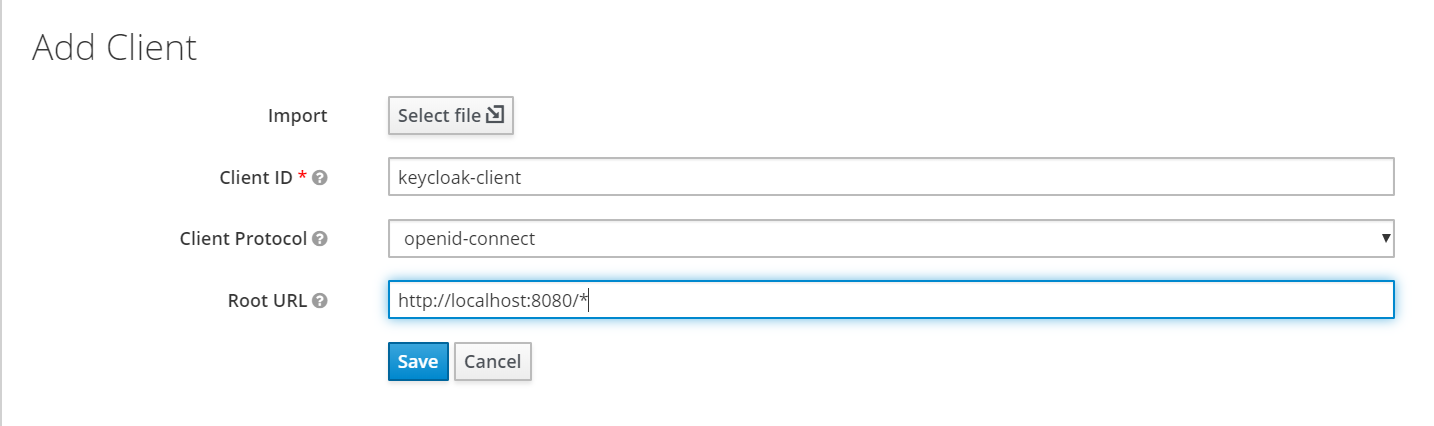 Add Client
Import Select file
Client ID * keycloak-client
Client Protocol openid-connect
Root URL http://localhost:8080/*
Save Cancel